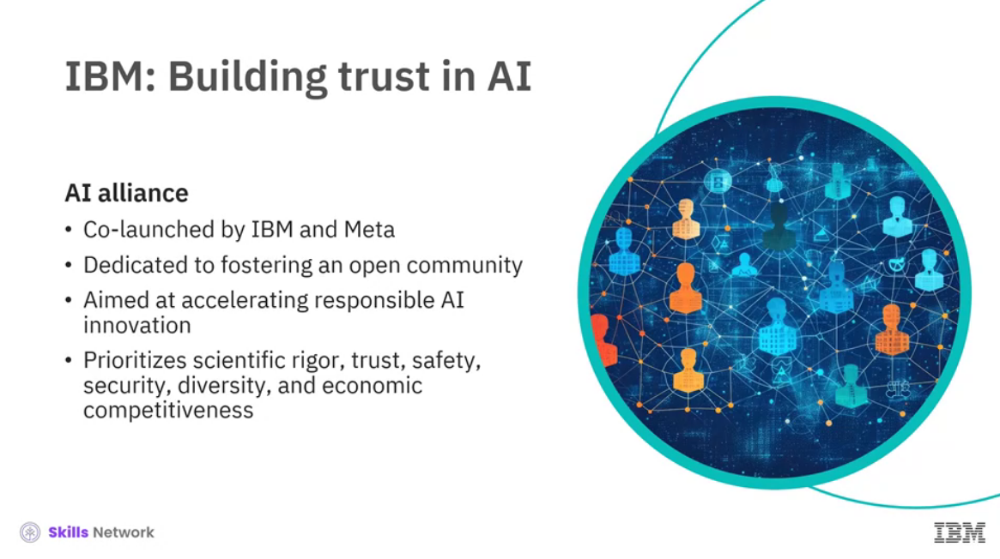 IBM: Building trust in AI
AI alliance
• Co-launched by IBM and Meta
• Dedicated to fostering an open community
• Aimed at accelerating responsible AI
innovation
• Prioritizes scientific rigor, trust, safety,
security, diversity, and economic
competitiveness
Skills Network
IBM